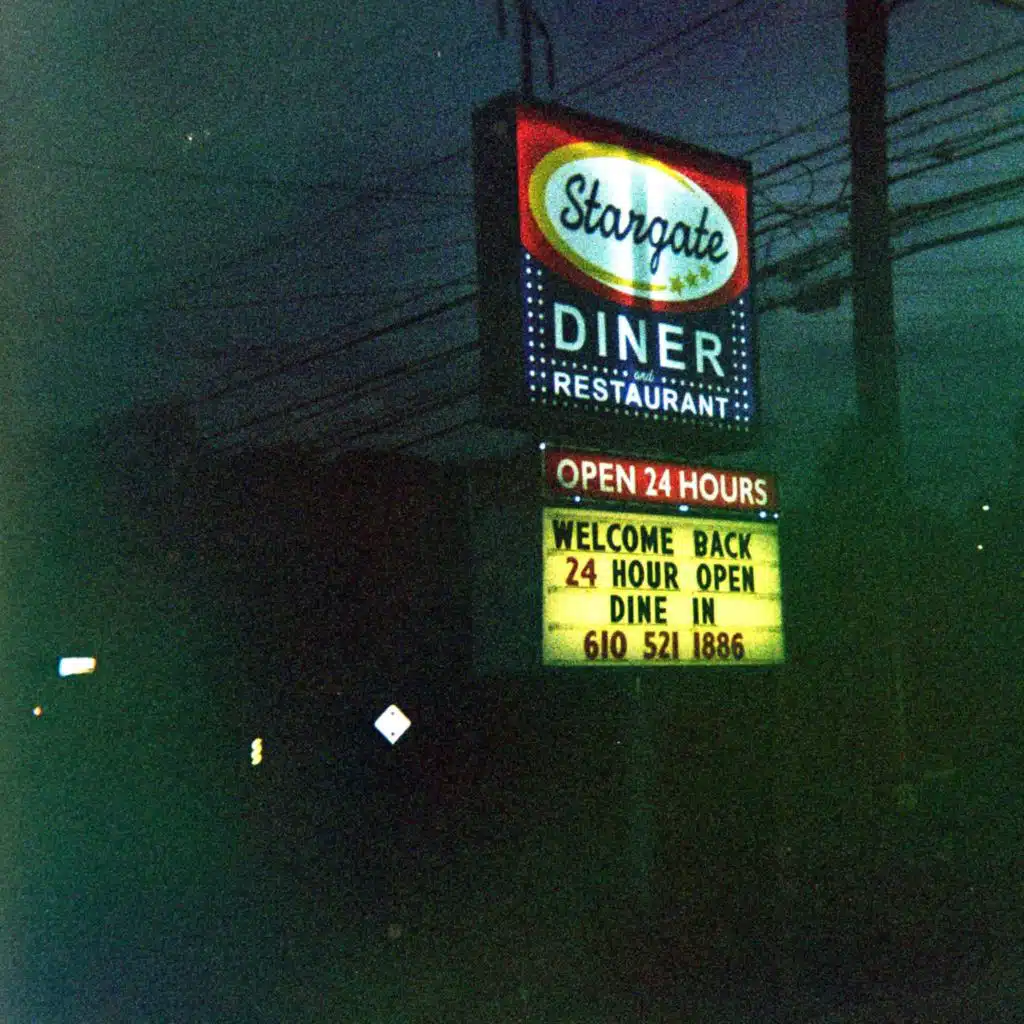 Stargate
DINER
and
RESTAURANT
OPEN 24 HOURS
WELCOME BACK
24 HOUR OPEN
DINE IN
610 521 1886